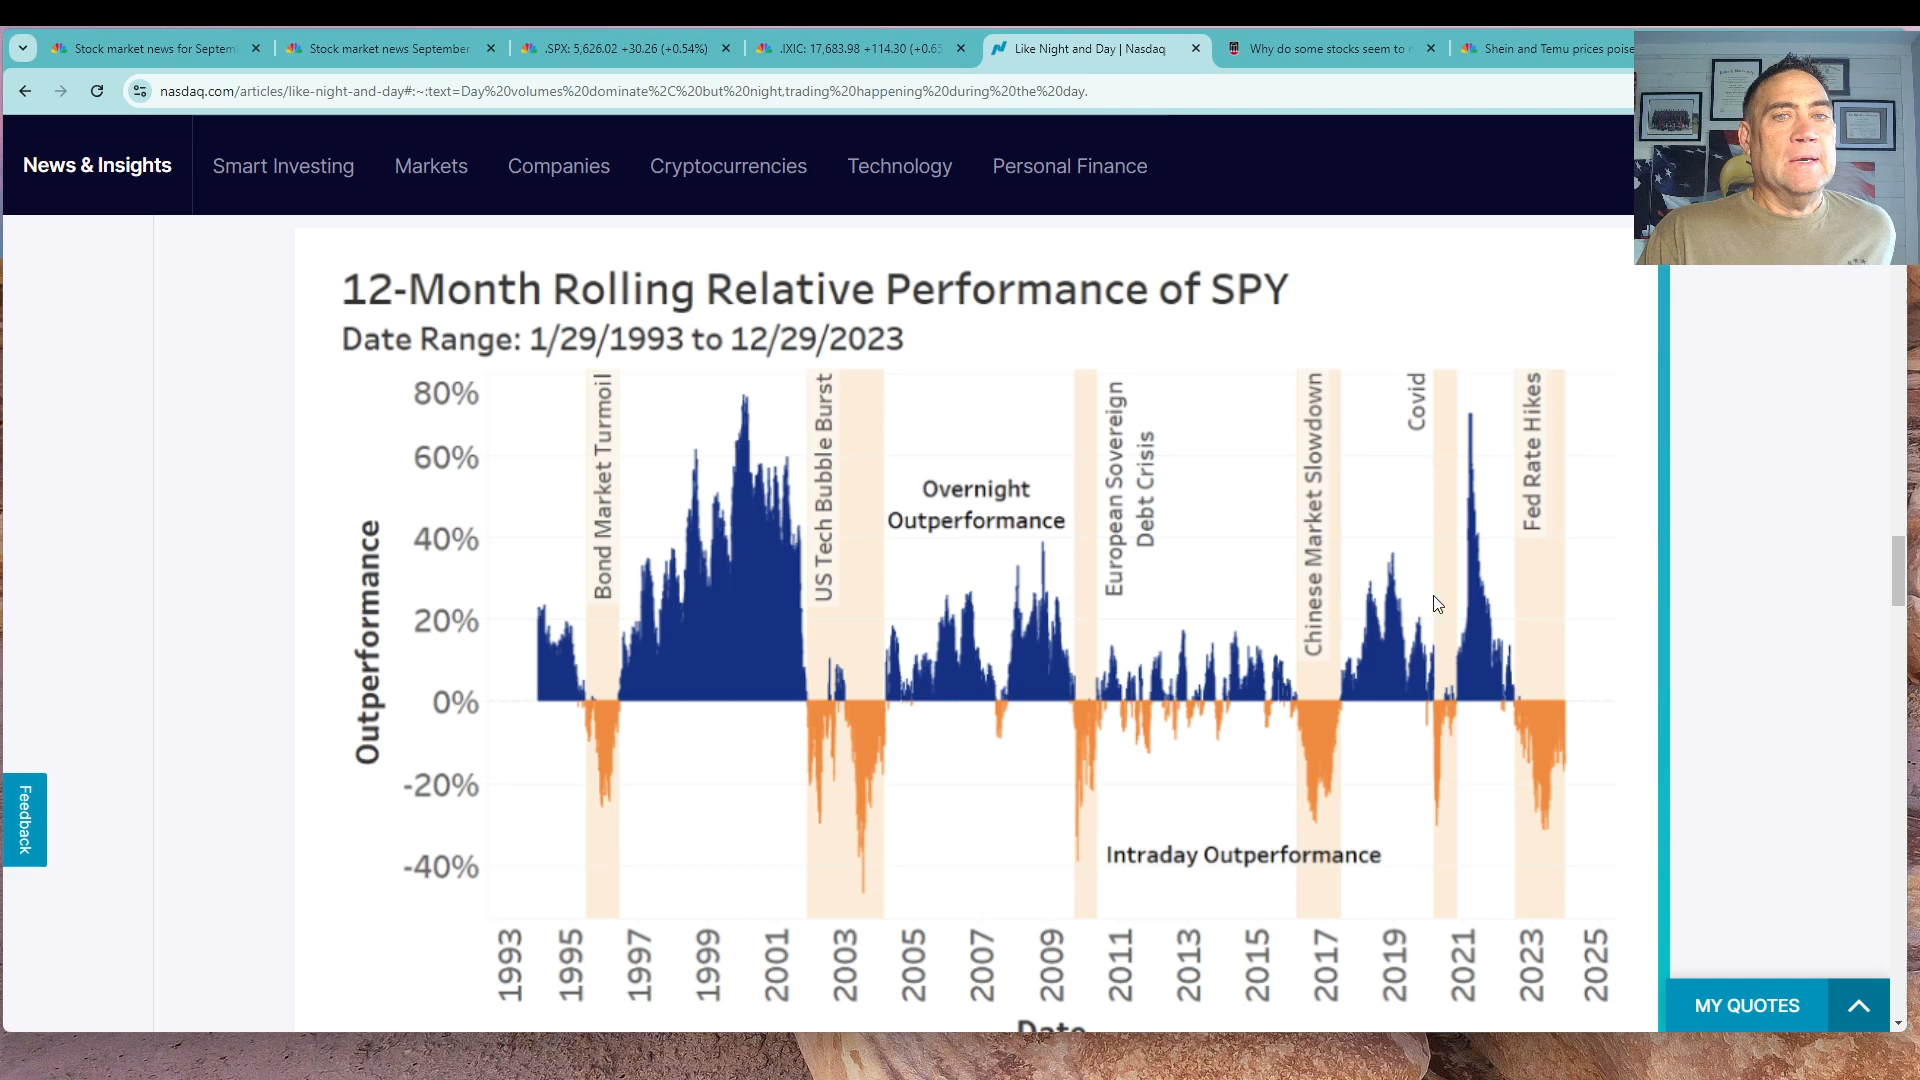 Stock market news for Septem
Stock market news September
.SPX: 5,626.02 +30.26 (+0.54%)
.IXIC: 17,683.98 +114.30 (+0.65
Like Night and Day | Nasdaq
Why do some stocks seem to n
Shein and Temu prices poise
nasdaq.com/articles/like-night-and-day#:~:text=Day%20volumes%20dominate%2C%20but%20night,trading%20happening%20during%20the%20day.
News & Insights
Smart Investing
Markets
Companies
Cryptocurrencies
Technology
Personal Finance
12-Month Rolling Relative Performance of SPY
Date Range: 1/29/1993 to 12/29/2023
Outperformance
80%
60%
40%
20%
0%
-20%
-40%
Bond Market Turmoil
US Tech Bubble Burst
Overnight
Outperformance
European Sovereign
Debt Crisis
Chinese Market Slowdown
Covid
Fed Rate Hikes
Intraday Outperformance
1993
1995
1997
1999
2001
2003
2005
2007
2009
2011
2013
2015
2017
2019
2021
2023
2025
Date
Feedback
MY QUOTES